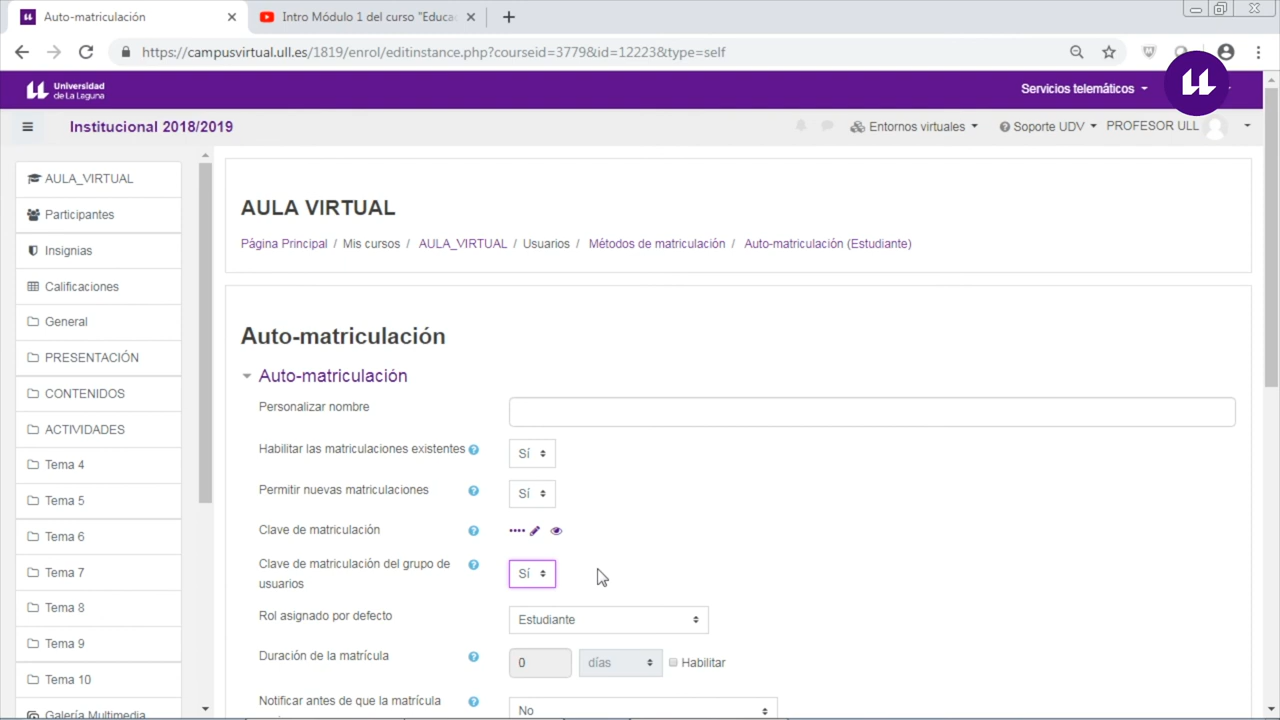 Auto-matriculación
Intro Módulo 1 del curso "Educa
https://campusvirtual.ull.es/1819/enrol/editinstance.php?courseid=3779&id=12223&type=self
Universidad
de La Laguna
Servicios telemáticos
Institucional 2018/2019
Entornos virtuales
Soporte UDV
PROFESOR ULL
AULA_VIRTUAL
Participantes
Insignias
Calificaciones
General
PRESENTACIÓN
CONTENIDOS
ACTIVIDADES
Tema 4
Tema 5
Tema 6
Tema 7
Tema 8
Tema 9
Tema 10
Galería Multimedia
AULA VIRTUAL
Página Principal / Mis cursos / AULA_VIRTUAL / Usuarios / Métodos de matriculación / Auto-matriculación (Estudiante)
Auto-matriculación
Auto-matriculación
Personalizar nombre
Habilitar las matriculaciones existentes Sí
Permitir nuevas matriculaciones Sí
Clave de matriculación ••••
Clave de matriculación del grupo de
usuarios Sí
Rol asignado por defecto Estudiante
Duración de la matrícula 0 días Habilitar
Notificar antes de que la matrícula No